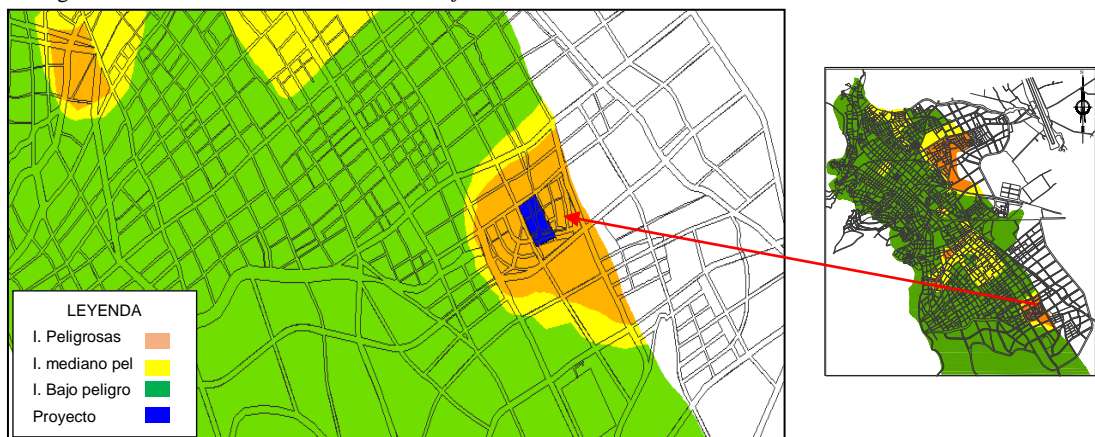 LEYENDA
I. Peligrosas
I. mediano pel
I. Bajo peligro
Proyecto
N